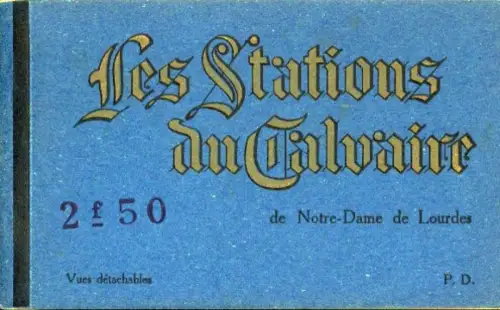 Les Stations
du Calvaire
2 f 50
de Notre-Dame de Lourdes
Vues détachables
P. D.